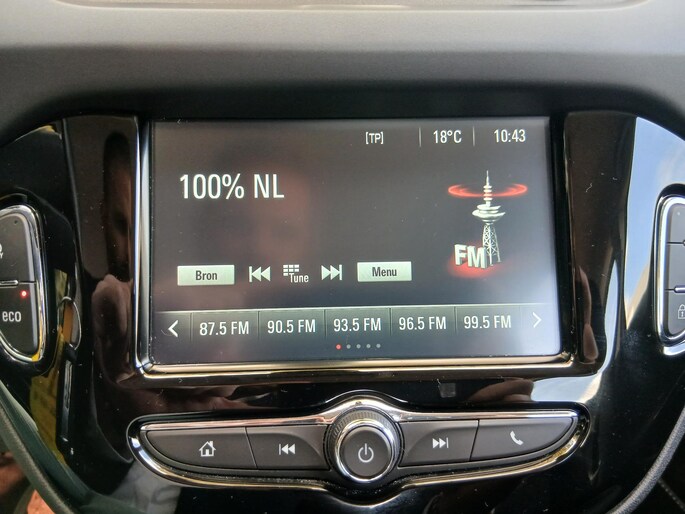 [TP] 18°C 10:43
100% NL
FM
Bron Tune Menu
87.5 FM 90.5 FM 93.5 FM 96.5 FM 99.5 FM
eco